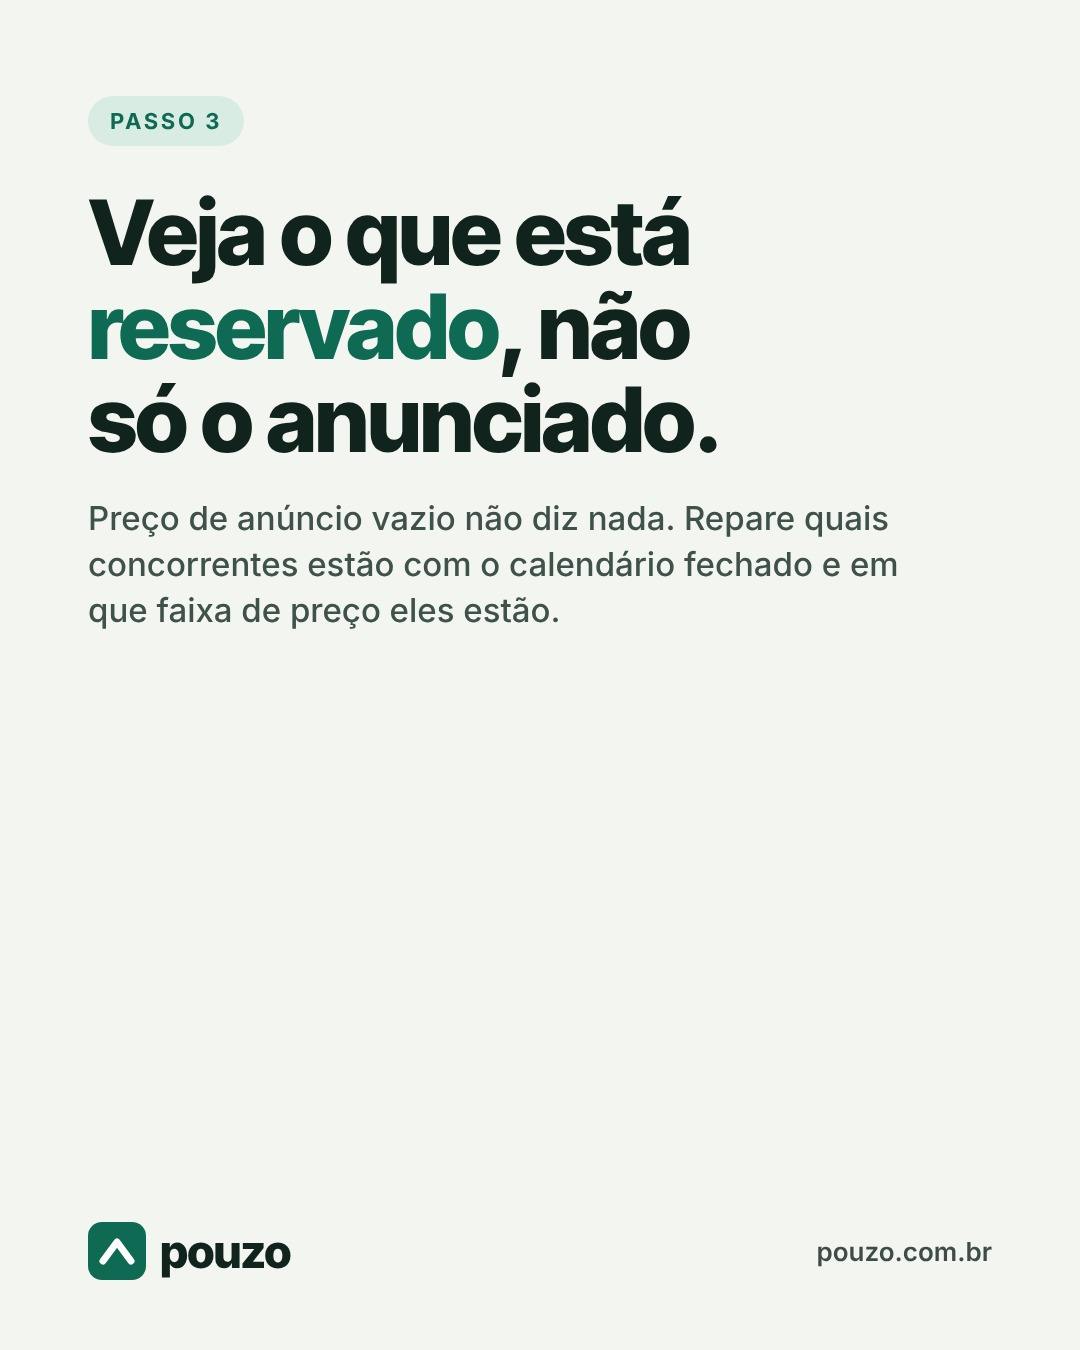 PASSO 3
Veja o que está
reservado, não
só o anunciado.
Preço de anúncio vazio não diz nada. Repare quais
concorrentes estão com o calendário fechado e em
que faixa de preço eles estão.
pouzo
pouzo.com.br